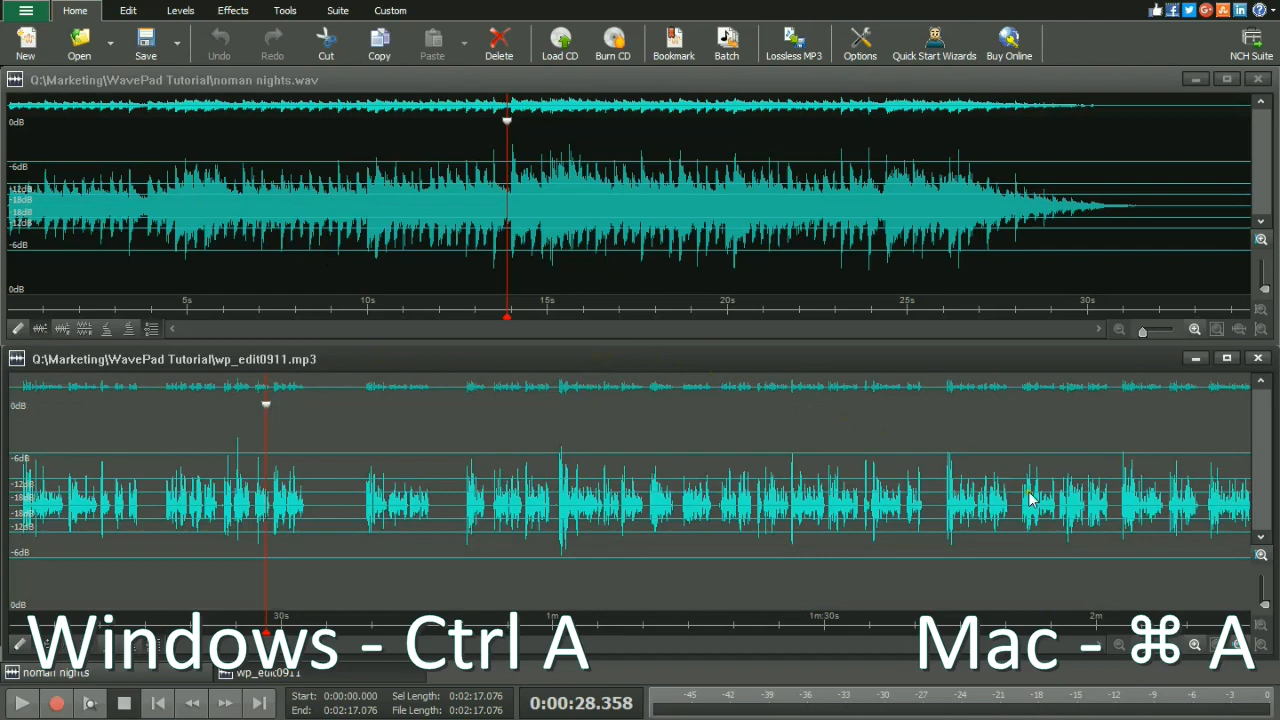 Home Edit Levels Effects Tools Suite Custom
New Open Save Undo Redo Cut Copy Paste Delete Load CD Burn CD Bookmark Batch Lossless MP3 Options Quick Start Wizards Buy Online NCH Suite
Q:\Marketing\WavePad Tutorial\noman nights.wav
0dB
-6dB
-12dB
-18dB
-18dB
-12dB
-6dB
0dB
5s 10s 15s 20s 25s 30s
Q:\Marketing\WavePad Tutorial\wp_edit0911.mp3
0dB
-6dB
-12dB
-18dB
-18dB
-12dB
-6dB
0dB
30s 1m 1m:30s 2m
Windows - Ctrl A Mac - ⌘ A
noman nights wp_edit0911
Start: 0:00:00.000 Sel Length: 0:02:17.076
End: 0:02:17.076 File Length: 0:02:17.076
0:00:28.358
-45 -42 -39 -36 -33 -30 -27 -24 -21 -18 -15 -12 -9 -6 -3 0